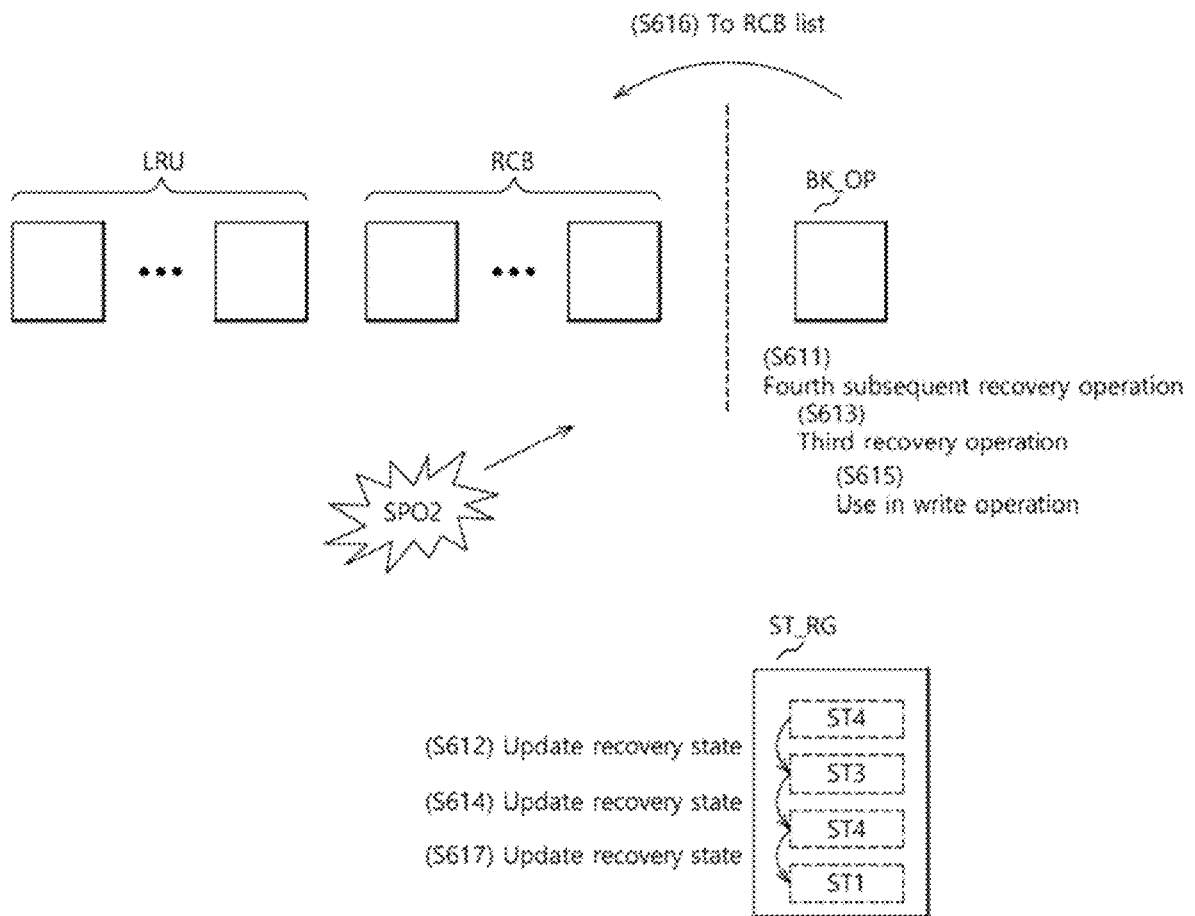 (S616) To RCB list
LRU
RCB
BK_OP
(S611)
Fourth subsequent recovery operation
(S613)
Third recovery operation
(S615)
Use in write operation
SPO2
ST_RG
ST4
(S612) Update recovery state
ST3
(S614) Update recovery state
ST4
(S617) Update recovery state
ST1